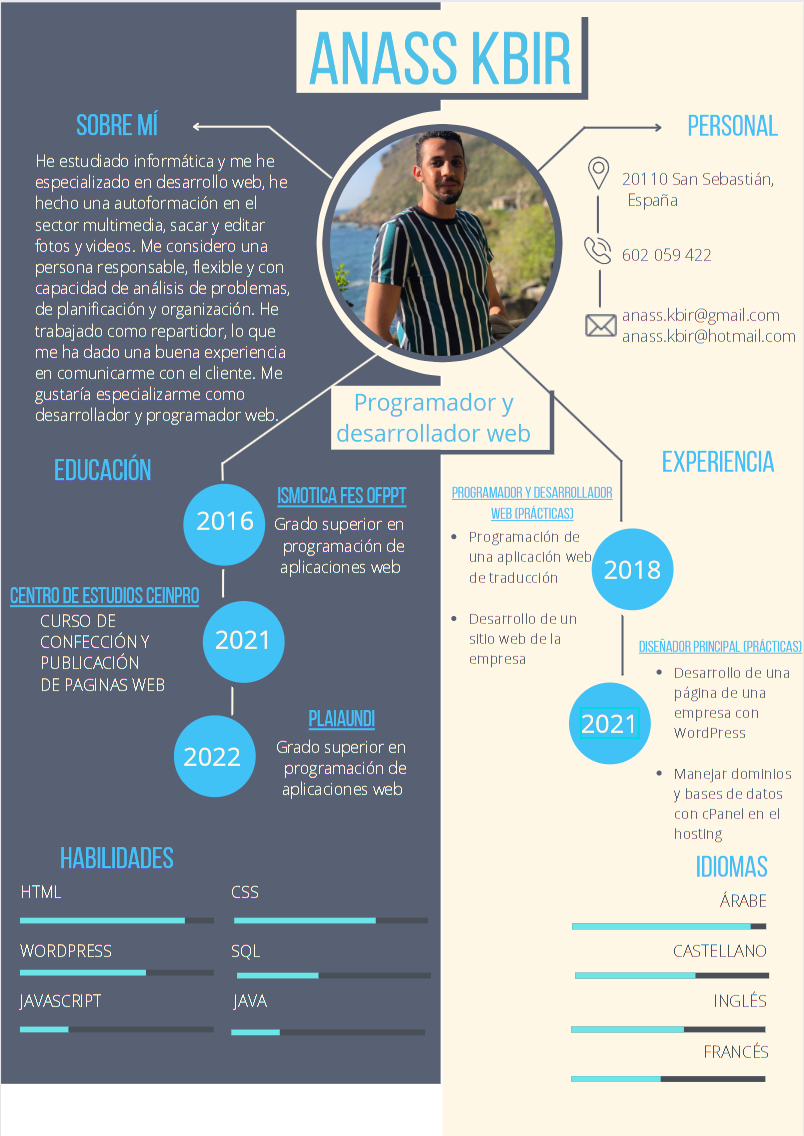 ANASS KBIR
SOBRE MÍ
He estudiado informática y me he
especializado en desarrollo web, he
hecho una autoformación en el
sector multimedia, sacar y editar
fotos y videos. Me considero una
persona responsable, flexible y con
capacidad de análisis de problemas,
de planificación y organización. He
trabajado como repartidor, lo que
me ha dado una buena experiencia
en comunicarme con el cliente. Me
gustaría especializarme como
desarrollador y programador web.
PERSONAL
20110 San Sebastián,
España
602 059 422
anass.kbir@gmail.com
anass.kbir@hotmail.com
Programador y
desarrollador web
EDUCACIÓN
2016
ISMOTICA FES OFPPT
Grado superior en
programación de
aplicaciones web
CENTRO DE ESTUDIOS CEINPRO
CURSO DE
CONFECCIÓN Y
PUBLICACIÓN
DE PAGINAS WEB
2021
2022
PLAIAUNDI
Grado superior en
programación de
aplicaciones web
EXPERIENCIA
PROGRAMADOR Y DESARROLLADOR
WEB (PRÁCTICAS)
• Programación de
una aplicación web
de traducción
• Desarrollo de un
sitio web de la
empresa
2018
DISEÑADOR PRINCIPAL (PRÁCTICAS)
2021
• Desarrollo de una
página de una
empresa con
WordPress
• Manejar dominios
y bases de datos
con cPanel en el
hosting
HABILIDADES
HTML
CSS
WORDPRESS
SQL
JAVASCRIPT
JAVA
IDIOMAS
ÁRABE
CASTELLANO
INGLÉS
FRANCÉS